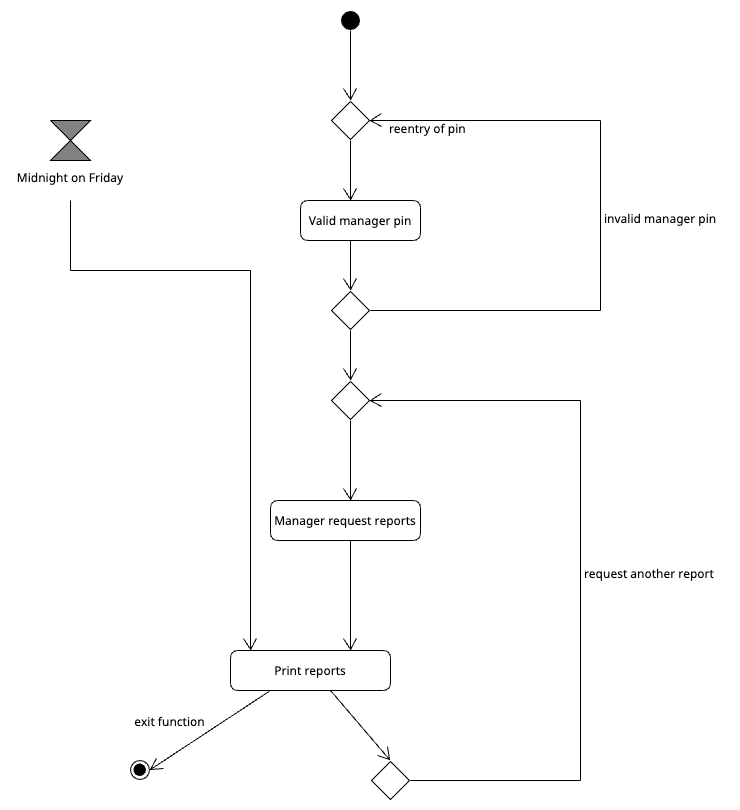 reentry of pin
Midnight on Friday
Valid manager pin
invalid manager pin
Manager request reports
request another report
Print reports
exit function